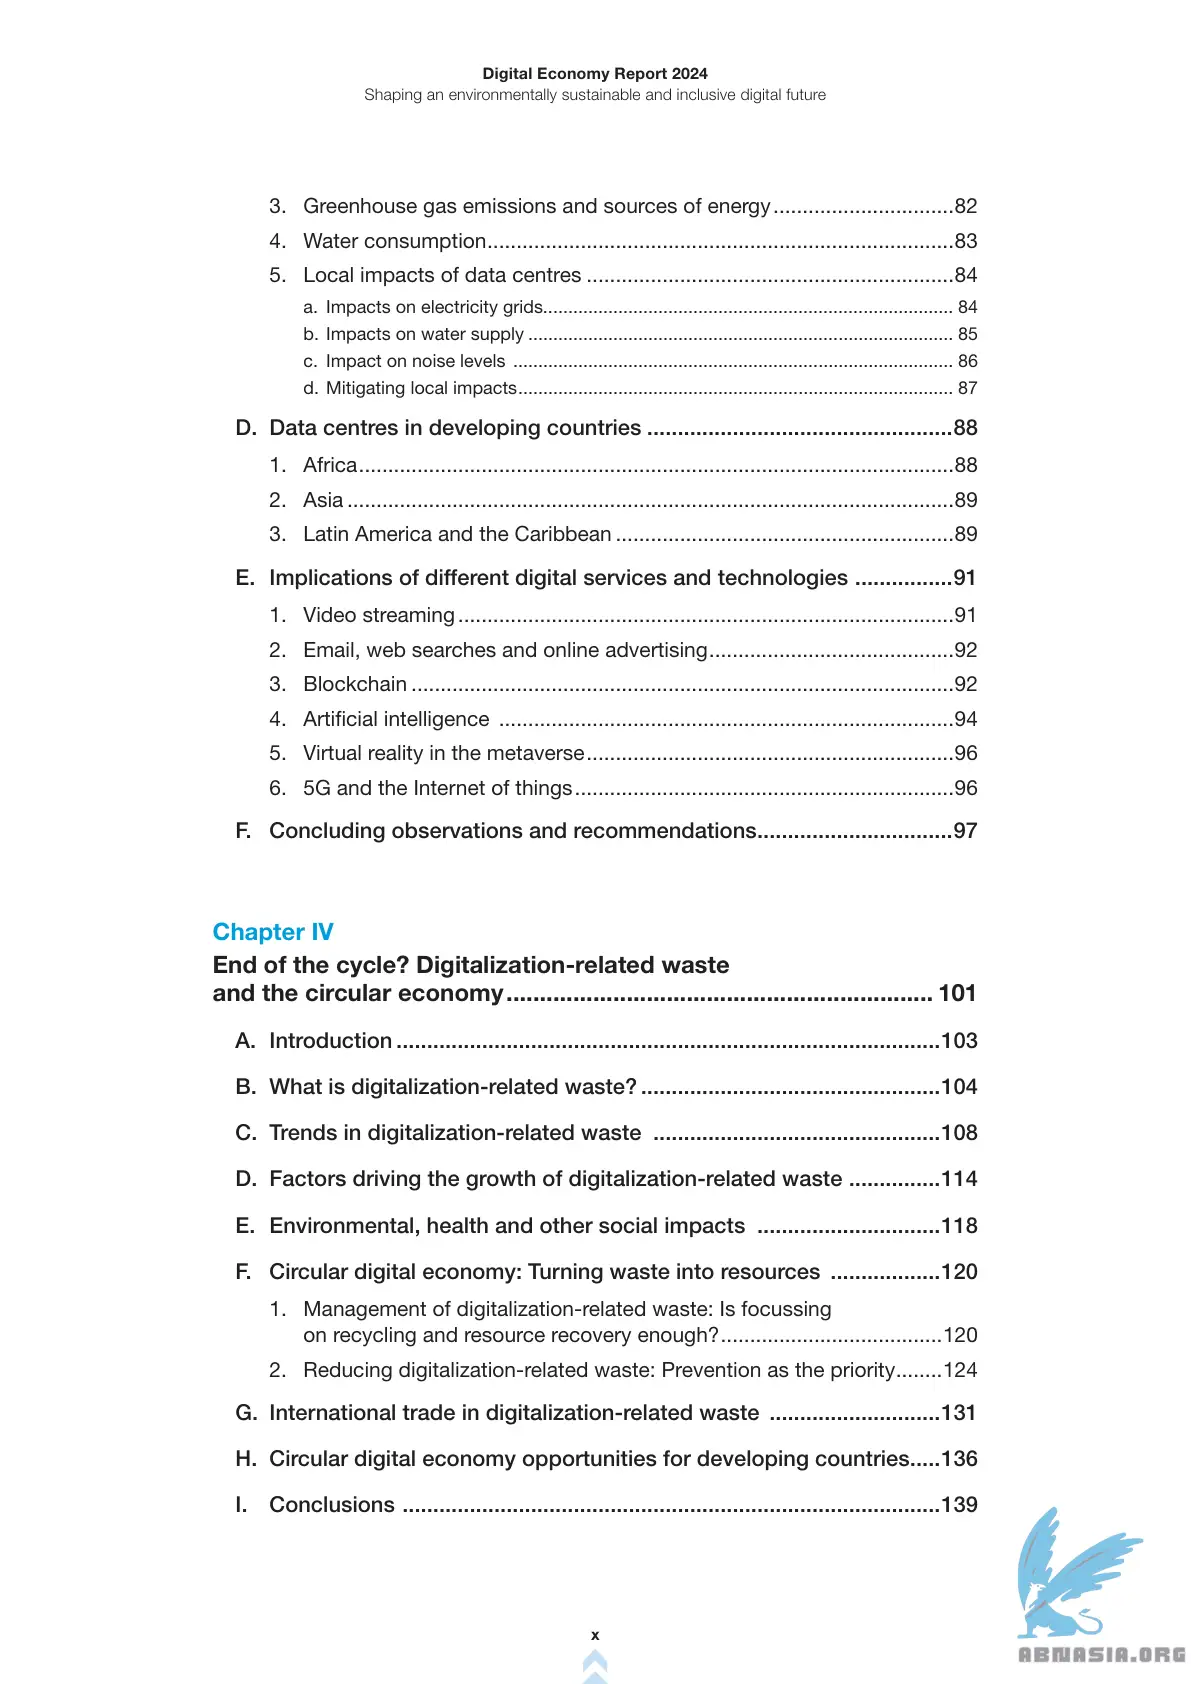 Digital Economy Report 2024
Shaping an environmentally sustainable and inclusive digital future
3. Greenhouse gas emissions and sources of energy...............................82
4. Water consumption................................................................................83
5. Local impacts of data centres ...............................................................84
a. Impacts on electricity grids.................................................................................. 84
b. Impacts on water supply ..................................................................................... 85
c. Impact on noise levels ........................................................................................ 86
d. Mitigating local impacts....................................................................................... 87
D. Data centres in developing countries ..................................................88
1. Africa......................................................................................................88
2. Asia ........................................................................................................89
3. Latin America and the Caribbean ..........................................................89
E. Implications of different digital services and technologies ................91
1. Video streaming.....................................................................................91
2. Email, web searches and online advertising..........................................92
3. Blockchain .............................................................................................92
4. Artificial intelligence ..............................................................................94
5. Virtual reality in the metaverse...............................................................96
6. 5G and the Internet of things.................................................................96
F. Concluding observations and recommendations................................97
Chapter IV
End of the cycle? Digitalization-related waste
and the circular economy................................................................ 101
A. Introduction .........................................................................................103
B. What is digitalization-related waste? .................................................104
C. Trends in digitalization-related waste ...............................................108
D. Factors driving the growth of digitalization-related waste ...............114
E. Environmental, health and other social impacts ..............................118
F. Circular digital economy: Turning waste into resources ..................120
1. Management of digitalization-related waste: Is focussing
on recycling and resource recovery enough?......................................120
2. Reducing digitalization-related waste: Prevention as the priority........124
G. International trade in digitalization-related waste ............................131
H. Circular digital economy opportunities for developing countries.....136
I. Conclusions ........................................................................................139
x
ABNASIA.ORG